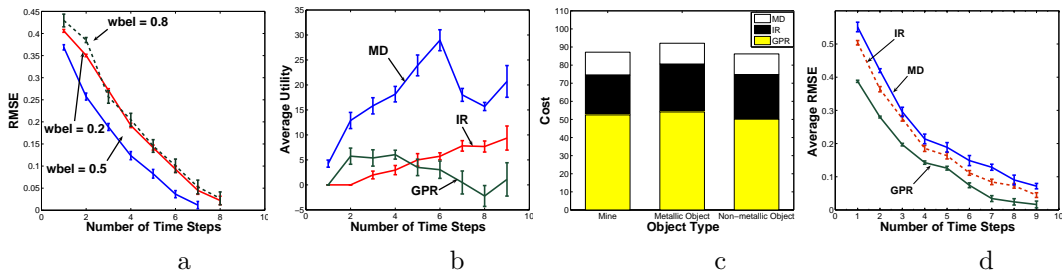 RMSE
0.45
0.4
0.35
0.3
0.25
0.2
0.15
0.1
0.05
0
wbel = 0.8
wbel = 0.2
wbel = 0.5
0 2 4 6 8 10
Number of Time Steps
a
Average Utility
35
30
25
20
15
10
5
0
−5
MD
IR
GPR
0 2 4 6 8 10
Number of Time Steps
b
Cost
110
100
90
80
70
60
50
40
30
20
10
0
MD
IR
GPR
Mine Metallic Object Non−metallic Object
Object Type
c
Average RMSE
0.5
0.4
0.3
0.2
0.1
0
IR
MD
GPR
0 1 2 3 4 5 6 7 8 9 10
Number of Time Steps
d